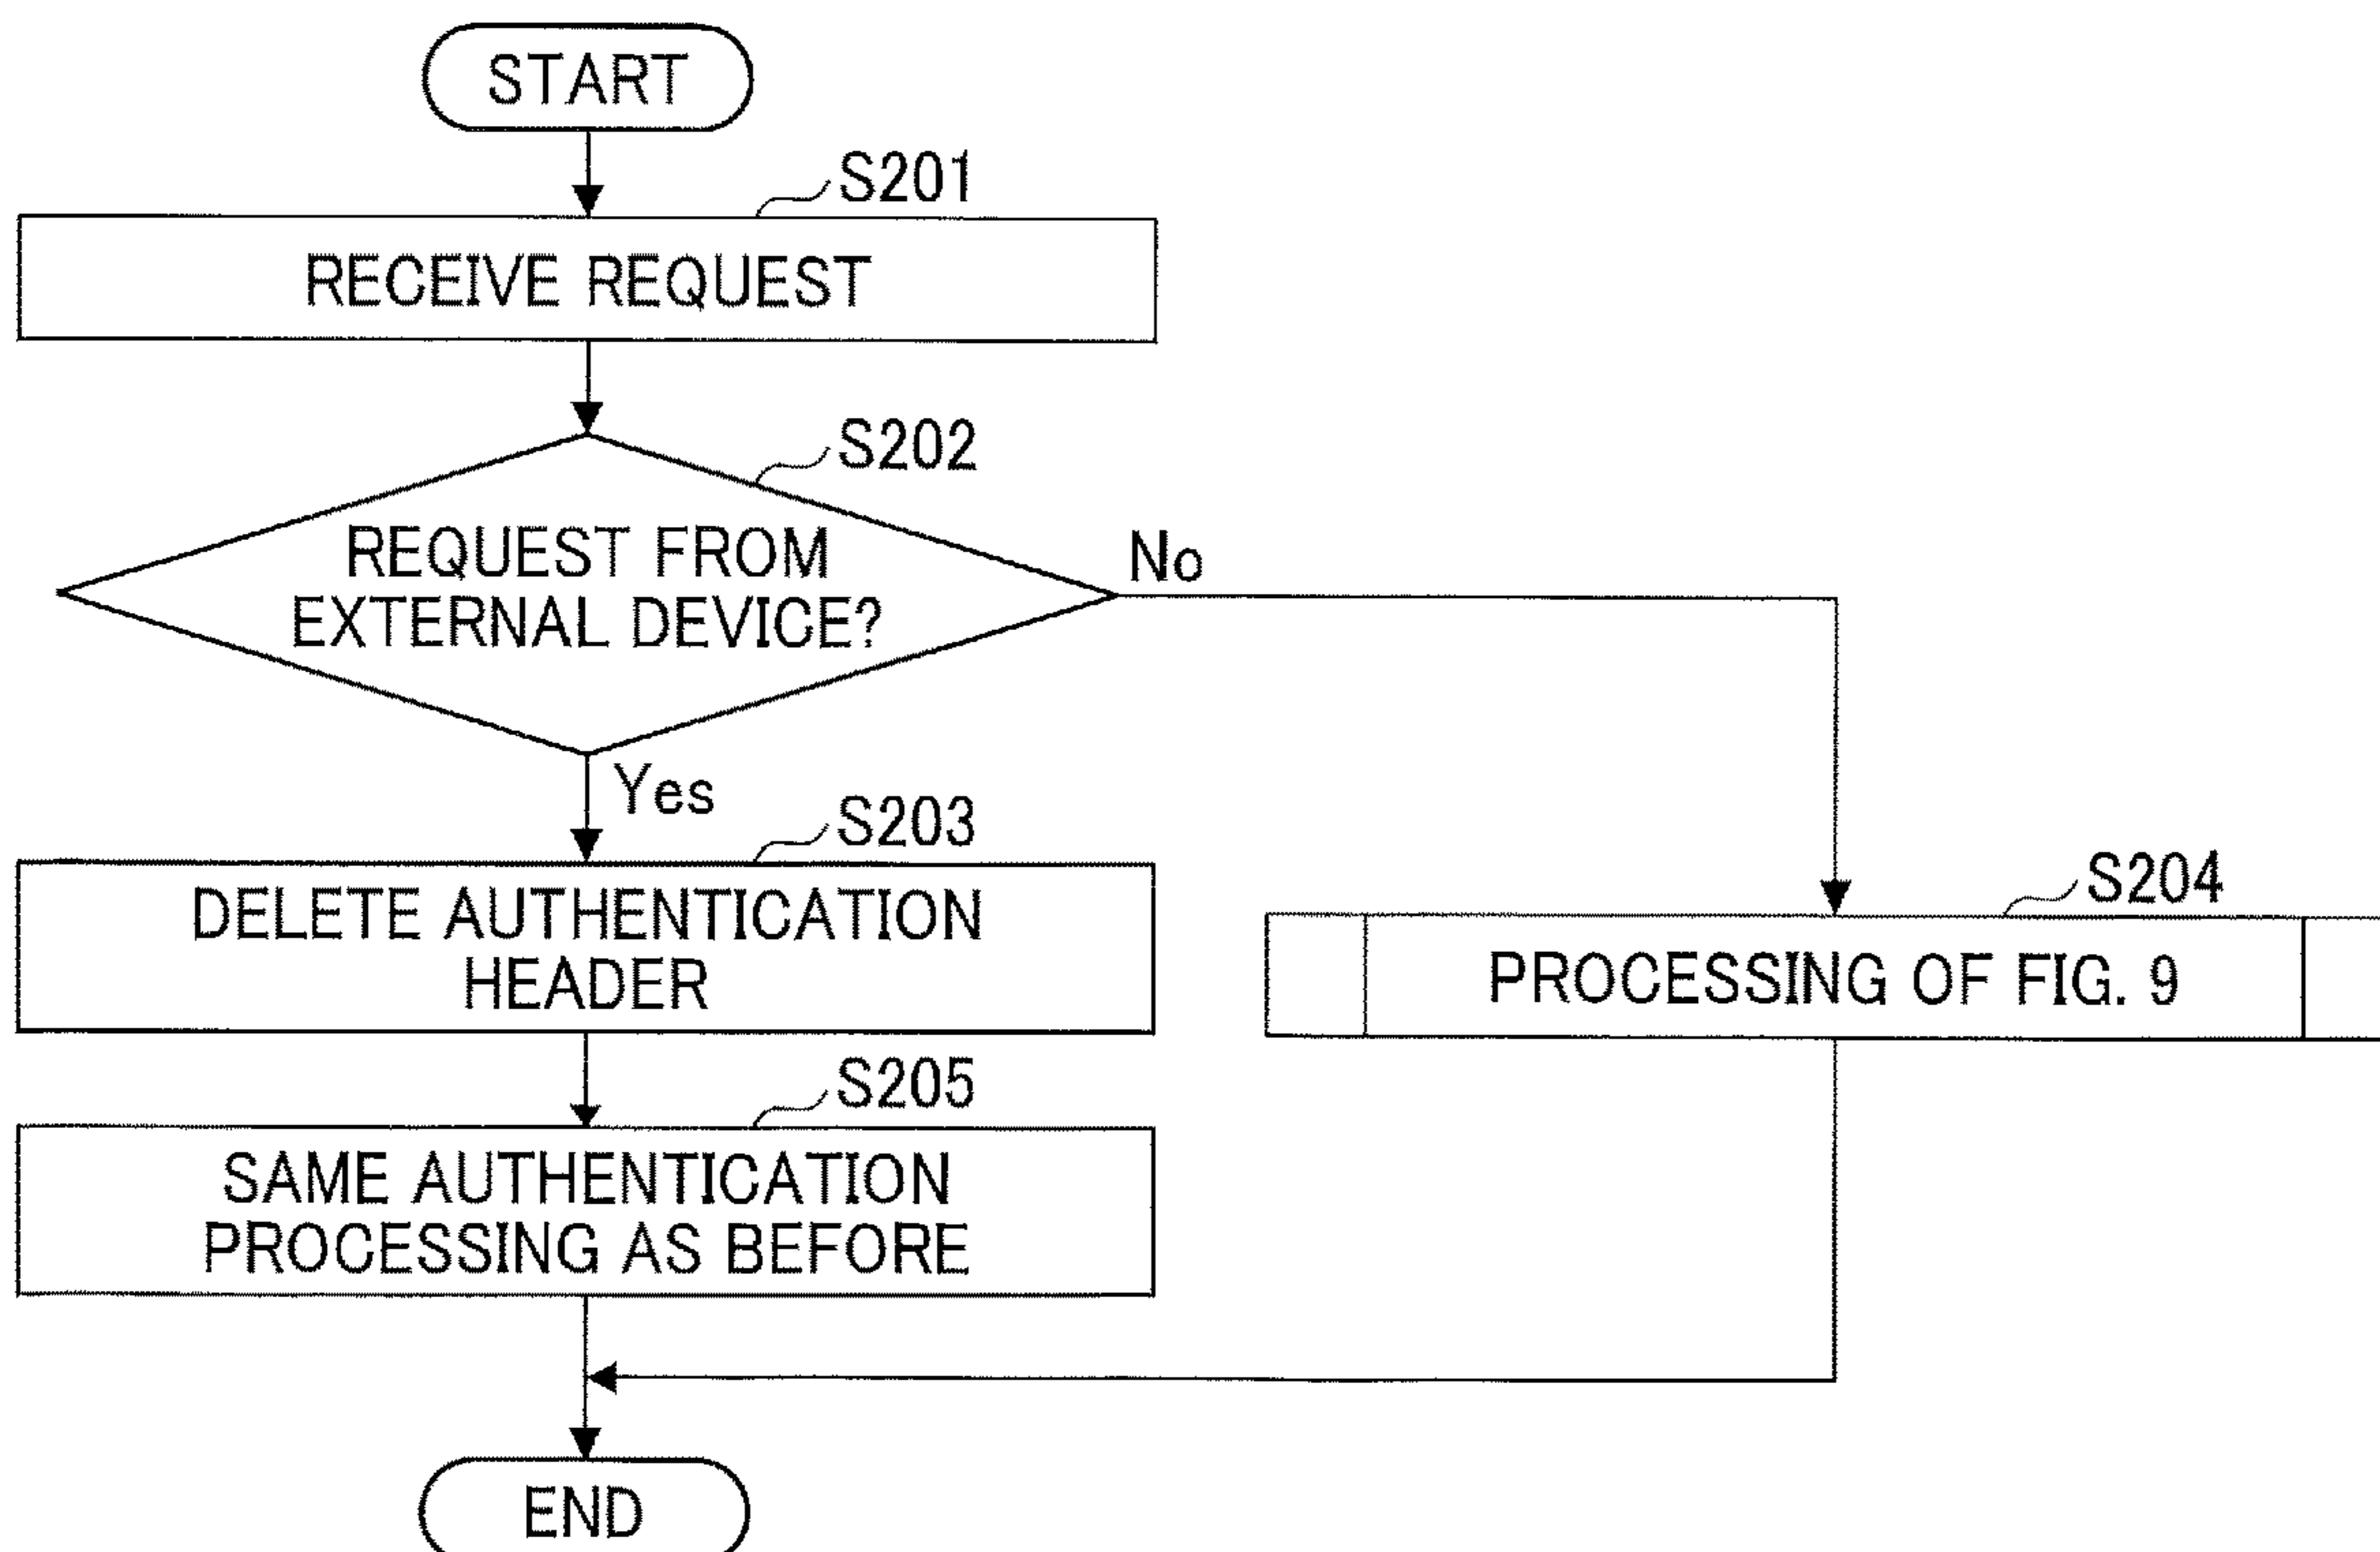 START
S201
RECEIVE REQUEST
S202
REQUEST FROM
EXTERNAL DEVICE?
No
Yes
S203
DELETE AUTHENTICATION
HEADER
S204
PROCESSING OF FIG. 9
S205
SAME AUTHENTICATION
PROCESSING AS BEFORE
END